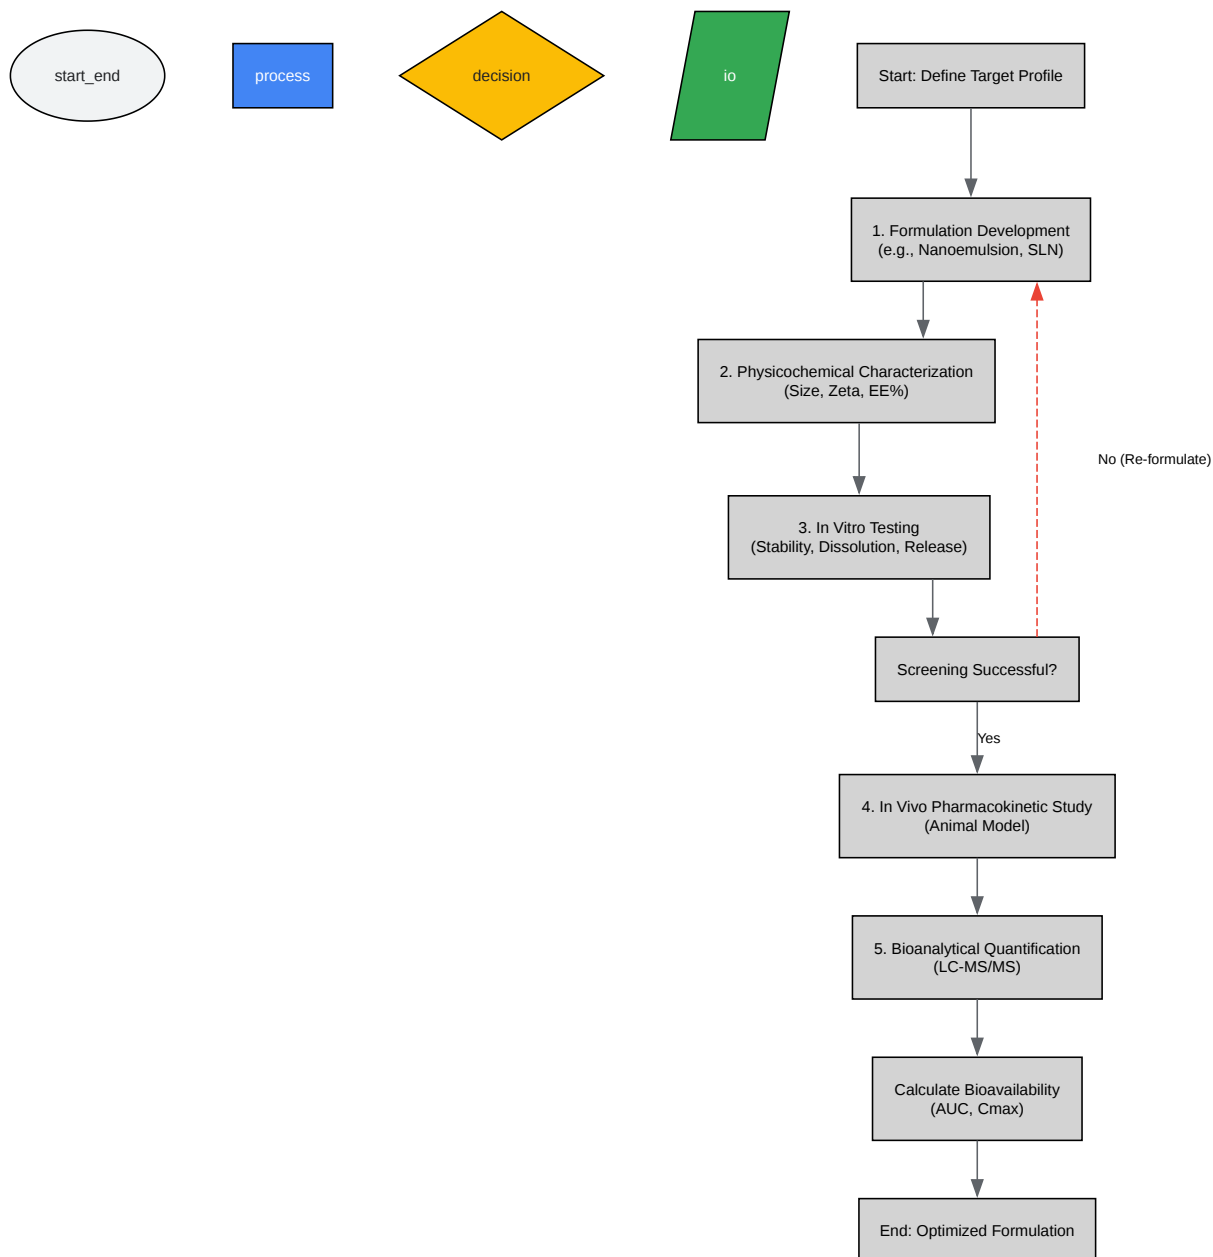 start_end
process
decision
io
Start: Define Target Profile
1. Formulation Development
(e.g., Nanoemulsion, SLN)
2. Physicochemical Characterization
(Size, Zeta, EE%)
No (Re-formulate)
3. In Vitro Testing
(Stability, Dissolution, Release)
Screening Successful?
Yes
4. In Vivo Pharmacokinetic Study
(Animal Model)
5. Bioanalytical Quantification
(LC-MS/MS)
Calculate Bioavailability
(AUC, Cmax)
End: Optimized Formulation